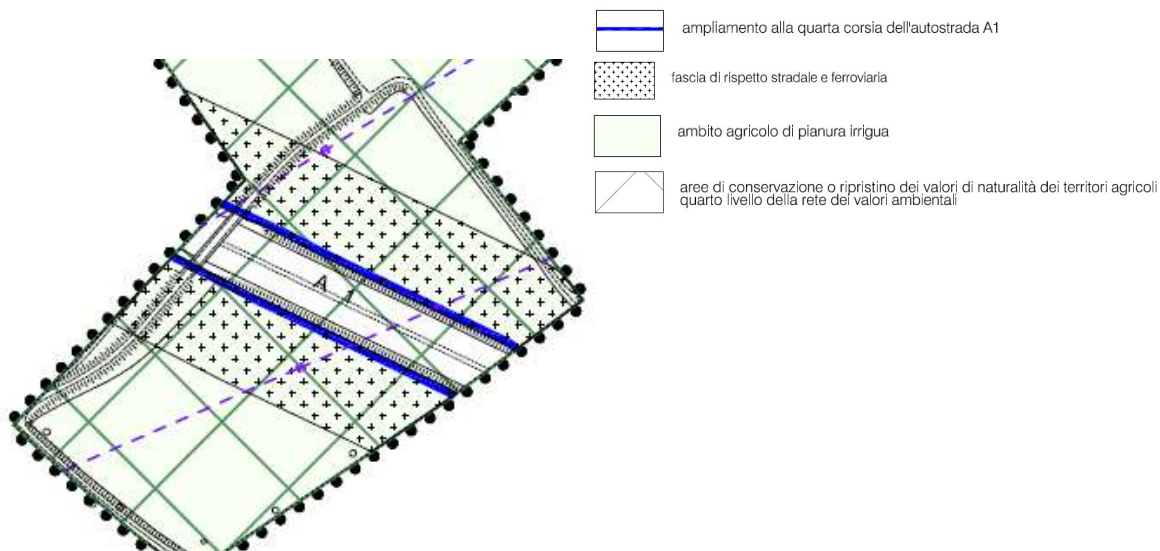 ampliamento alla quarta corsia dell'autostrada A1
fascia di rispetto stradale e ferroviaria
ambito agricolo di pianura irrigua
aree di conservazione o ripristino dei valori di naturalità dei territori agricoli
quarto livello della rete dei valori ambientali
A 1